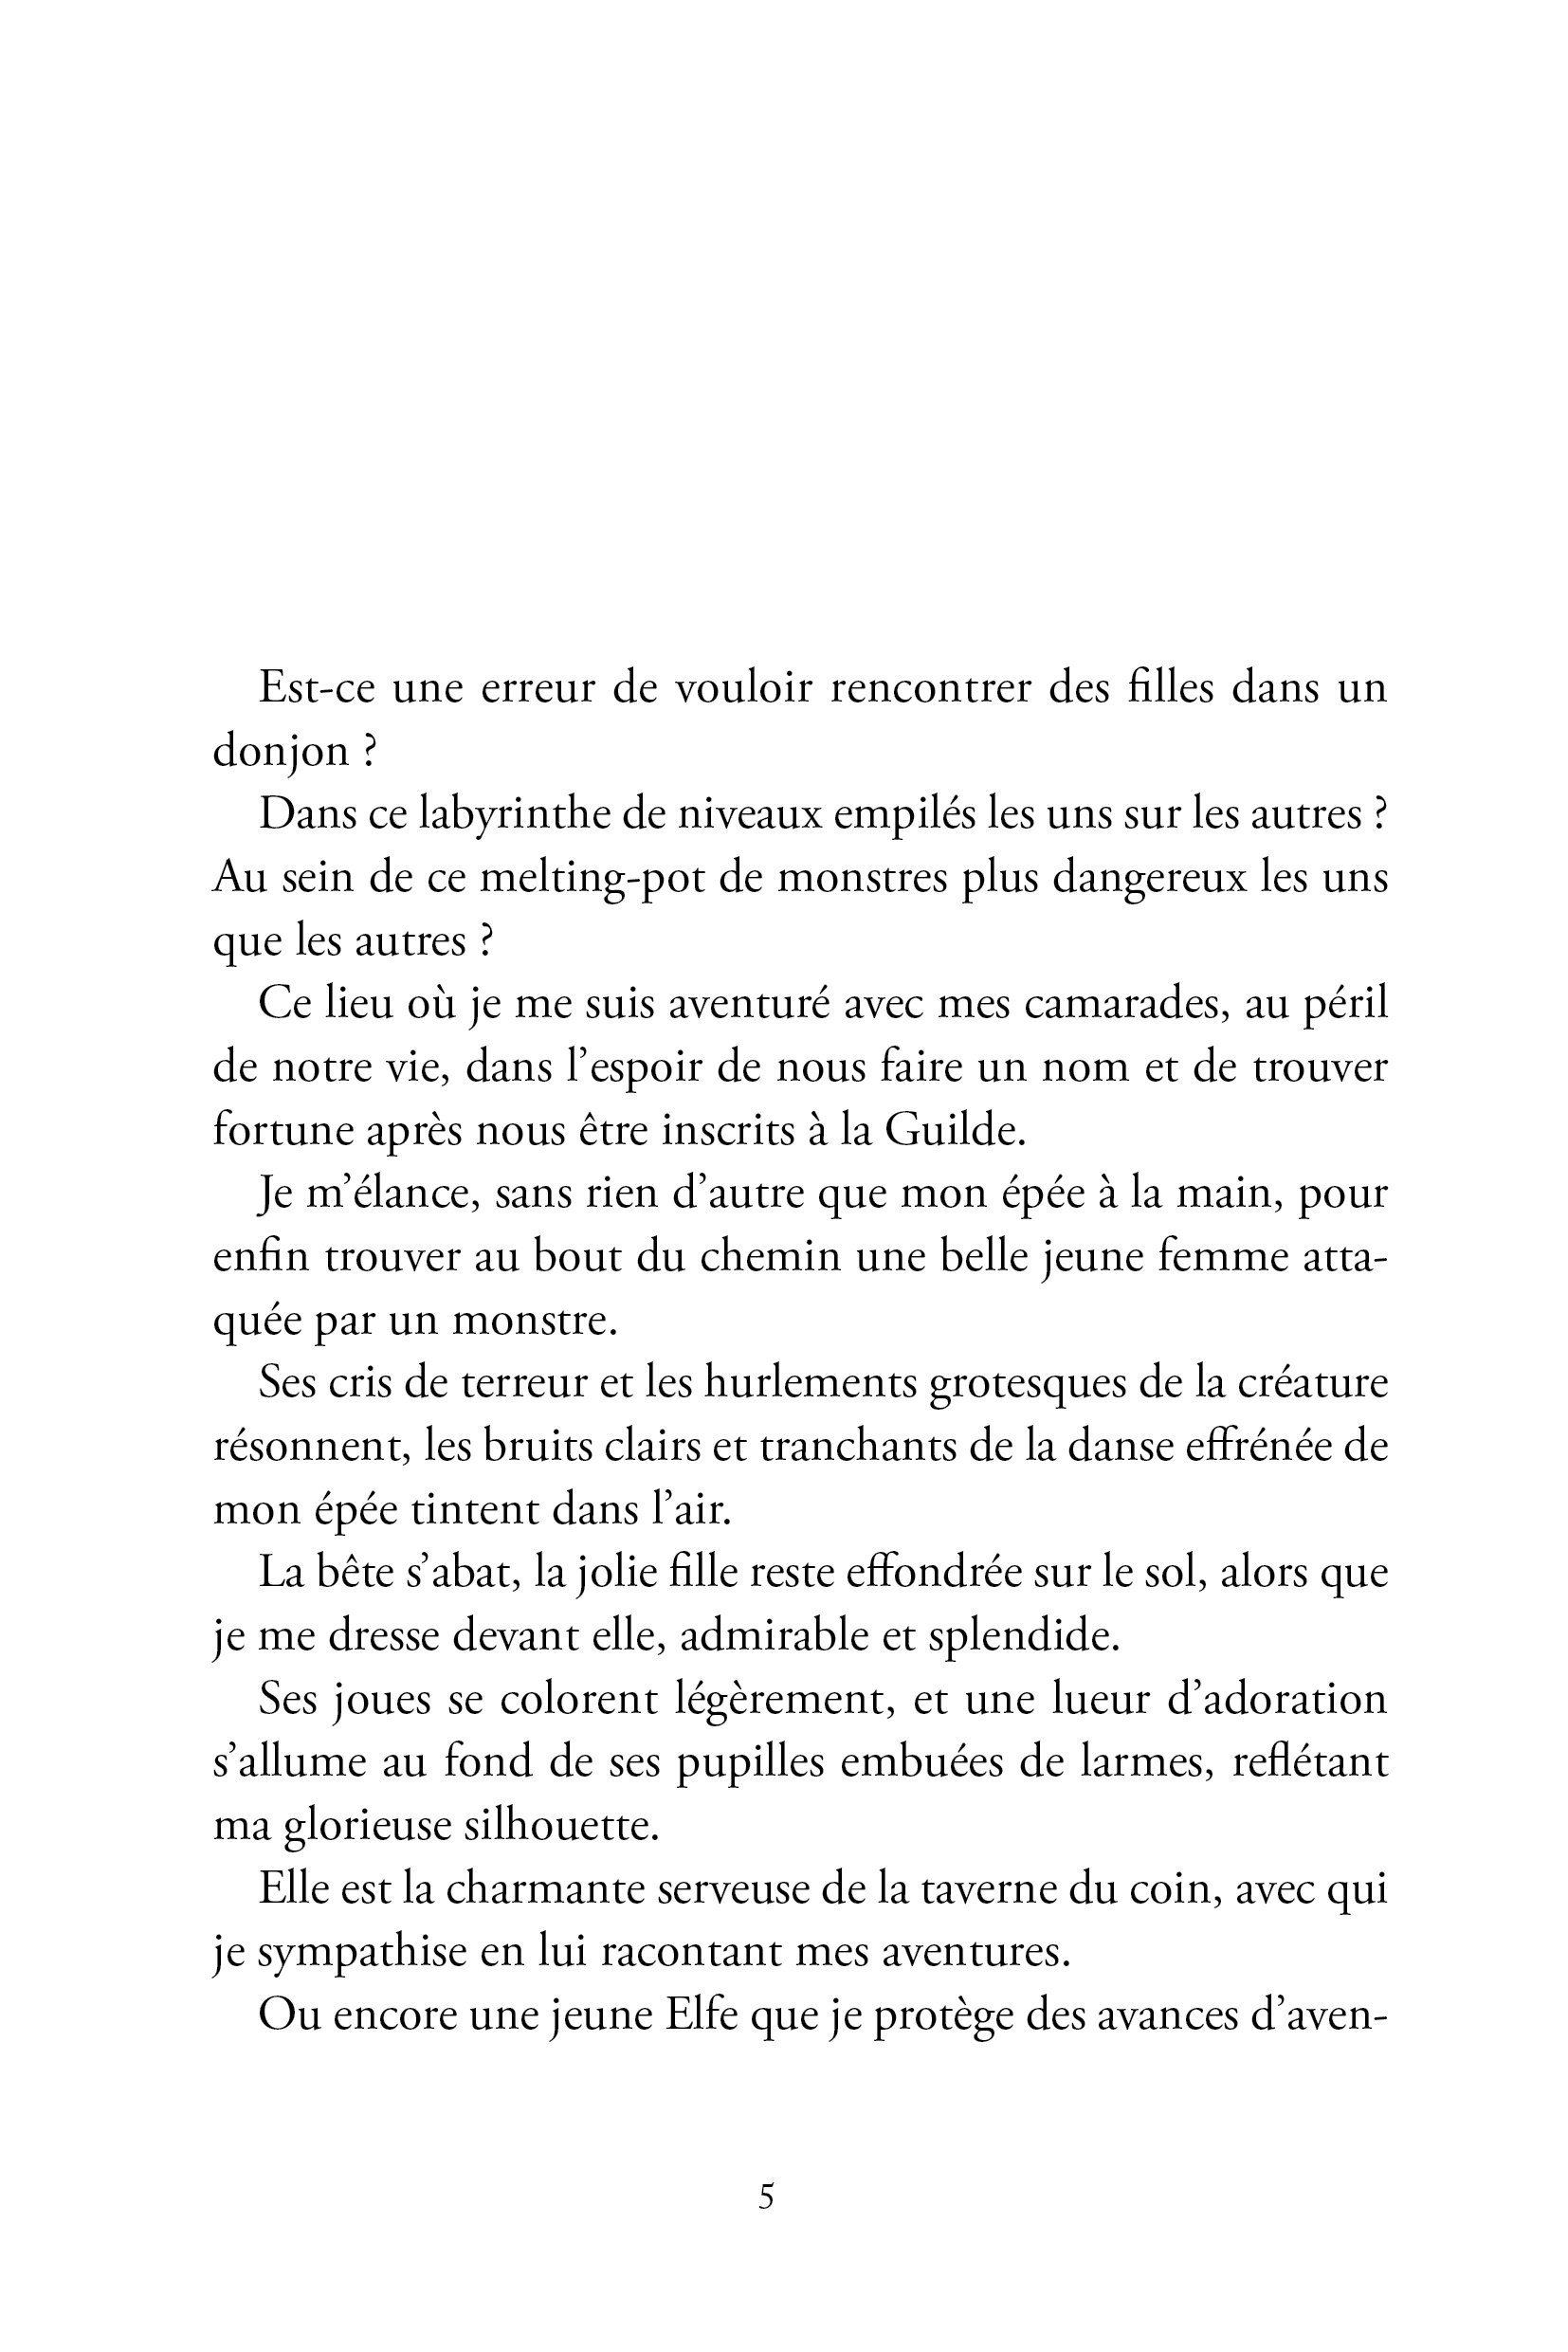 Est-ce une erreur de vouloir rencontrer des filles dans un
donjon ?
Dans ce labyrinthe de niveaux empilés les uns sur les autres ?
Au sein de ce melting-pot de monstres plus dangereux les uns
que les autres ?
Ce lieu où je me suis aventuré avec mes camarades, au péril
de notre vie, dans l’espoir de nous faire un nom et de trouver
fortune après nous être inscrits à la Guilde.
Je m’élance, sans rien d’autre que mon épée à la main, pour
enfin trouver au bout du chemin une belle jeune femme atta-
quée par un monstre.
Ses cris de terreur et les hurlements grotesques de la créature
résonnent, les bruits clairs et tranchants de la danse effrénée de
mon épée tintent dans l’air.
La bête s’abat, la jolie fille reste effondrée sur le sol, alors que
je me dresse devant elle, admirable et splendide.
Ses joues se colorent légèrement, et une lueur d’adoration
s’allume au fond de ses pupilles embuées de larmes, reflétant
ma glorieuse silhouette.
Elle est la charmante serveuse de la taverne du coin, avec qui
je sympathise en lui racontant mes aventures.
Ou encore une jeune Elfe que je protège des avances d’aven-
5